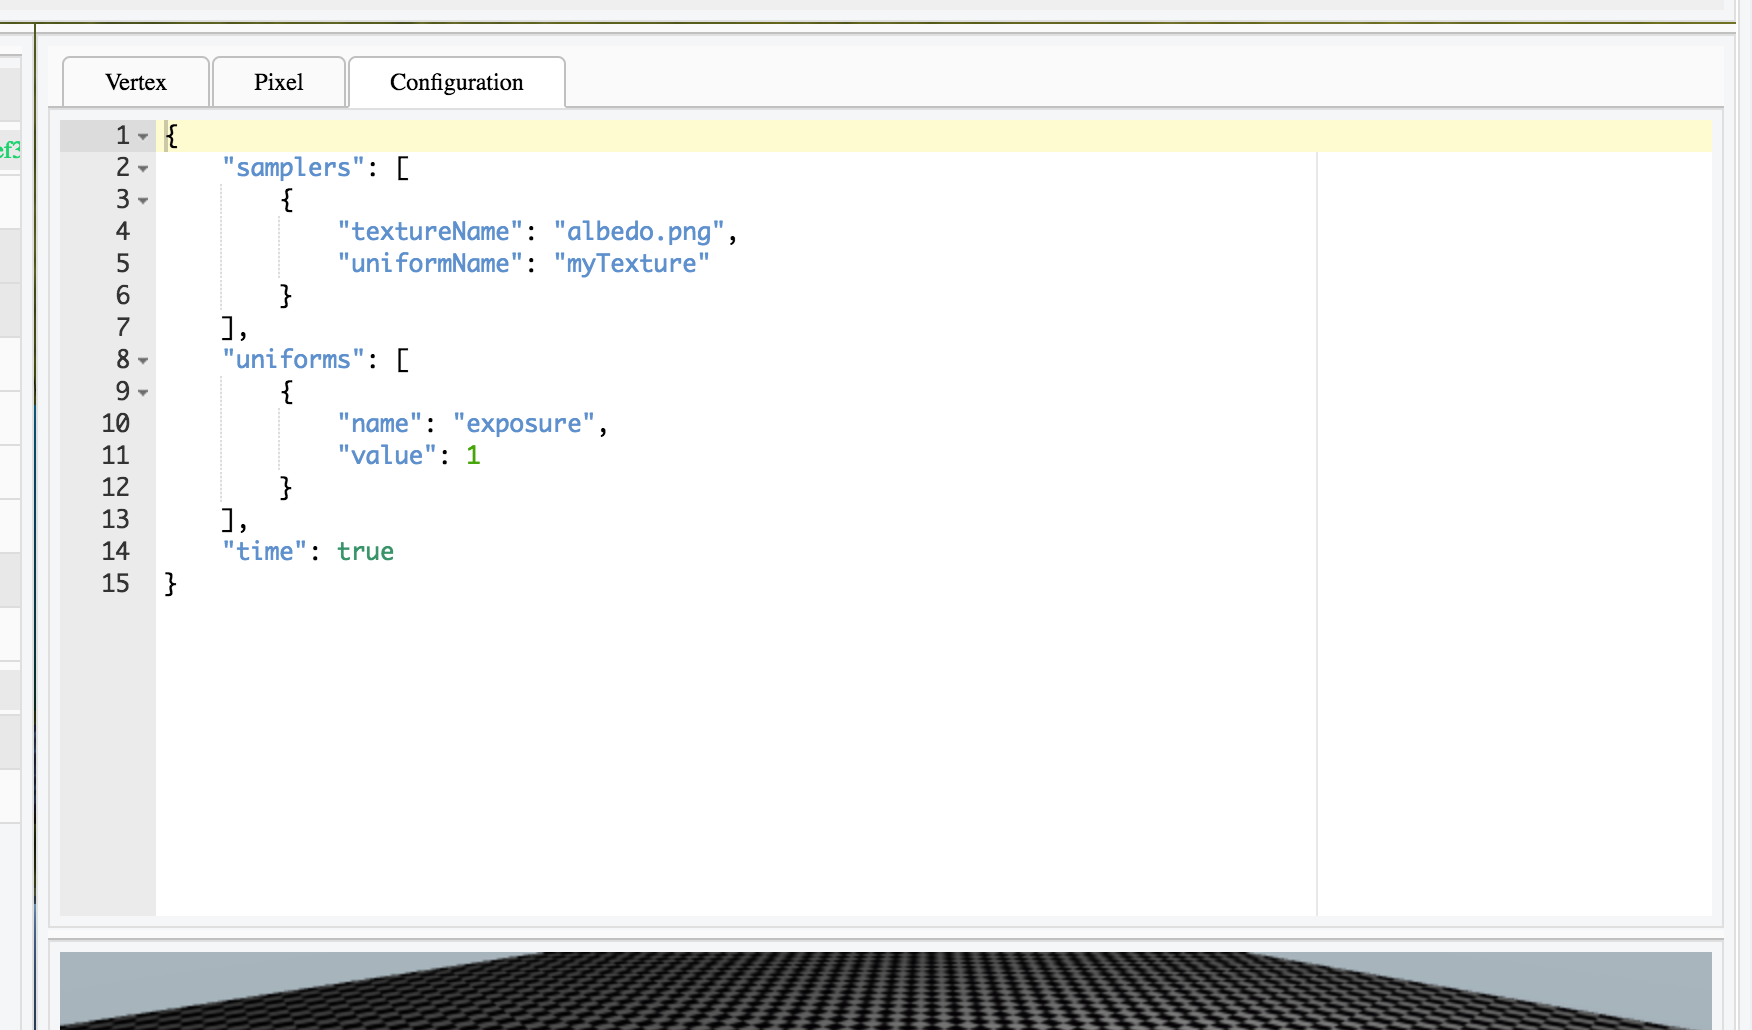 Vertex Pixel Configuration
ef3
1 {
2     "samplers": [
3         {
4             "textureName": "albedo.png",
5             "uniformName": "myTexture"
6         }
7     ],
8     "uniforms": [
9         {
10             "name": "exposure",
11             "value": 1
12         }
13     ],
14     "time": true
15 }